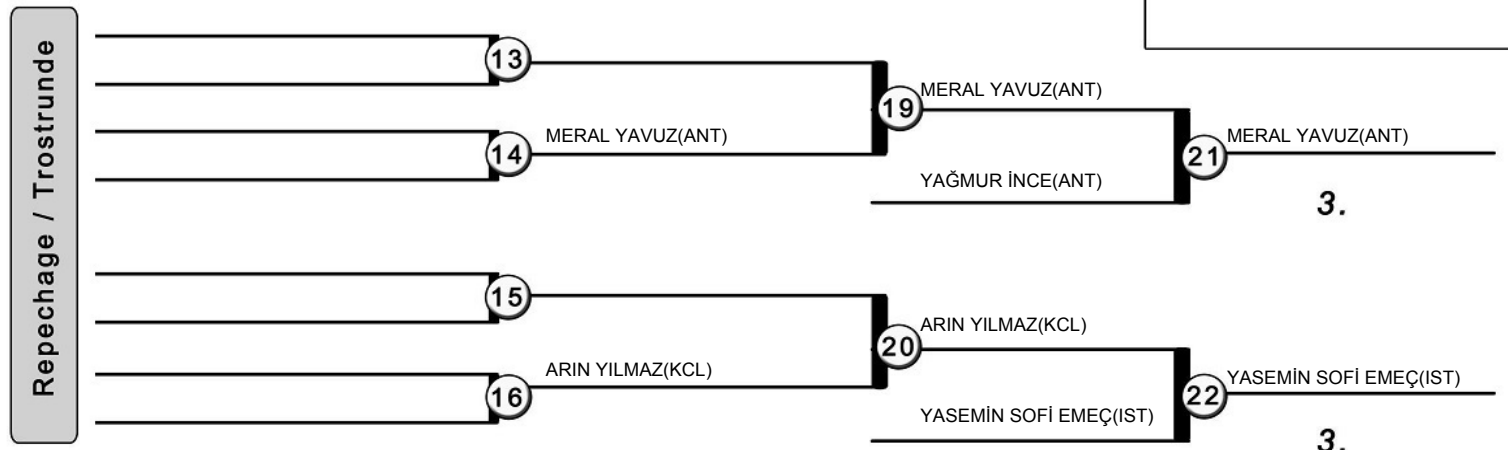 Repechage / Trostrunde
13
MERAL YAVUZ(ANT)
19
MERAL YAVUZ(ANT)
14
MERAL YAVUZ(ANT)
21
YAĞMUR İNCE(ANT)
3.
15
ARIN YILMAZ(KCL)
20
ARIN YILMAZ(KCL)
YASEMİN SOFİ EMEÇ(IST)
22
16
YASEMİN SOFİ EMEÇ(IST)
3.